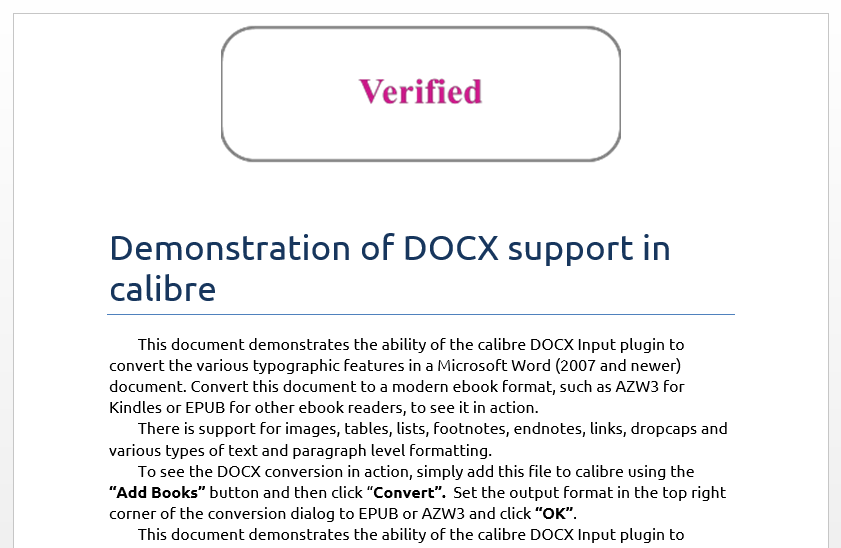 Verified
Demonstration of DOCX support in
calibre
This document demonstrates the ability of the calibre DOCX Input plugin to
convert the various typographic features in a Microsoft Word (2007 and newer)
document. Convert this document to a modern ebook format, such as AZW3 for
Kindles or EPUB for other ebook readers, to see it in action.
There is support for images, tables, lists, footnotes, endnotes, links, dropcaps and
various types of text and paragraph level formatting.
To see the DOCX conversion in action, simply add this file to calibre using the
“Add Books” button and then click “Convert”.  Set the output format in the top right
corner of the conversion dialog to EPUB or AZW3 and click “OK”.
This document demonstrates the ability of the calibre DOCX Input plugin to